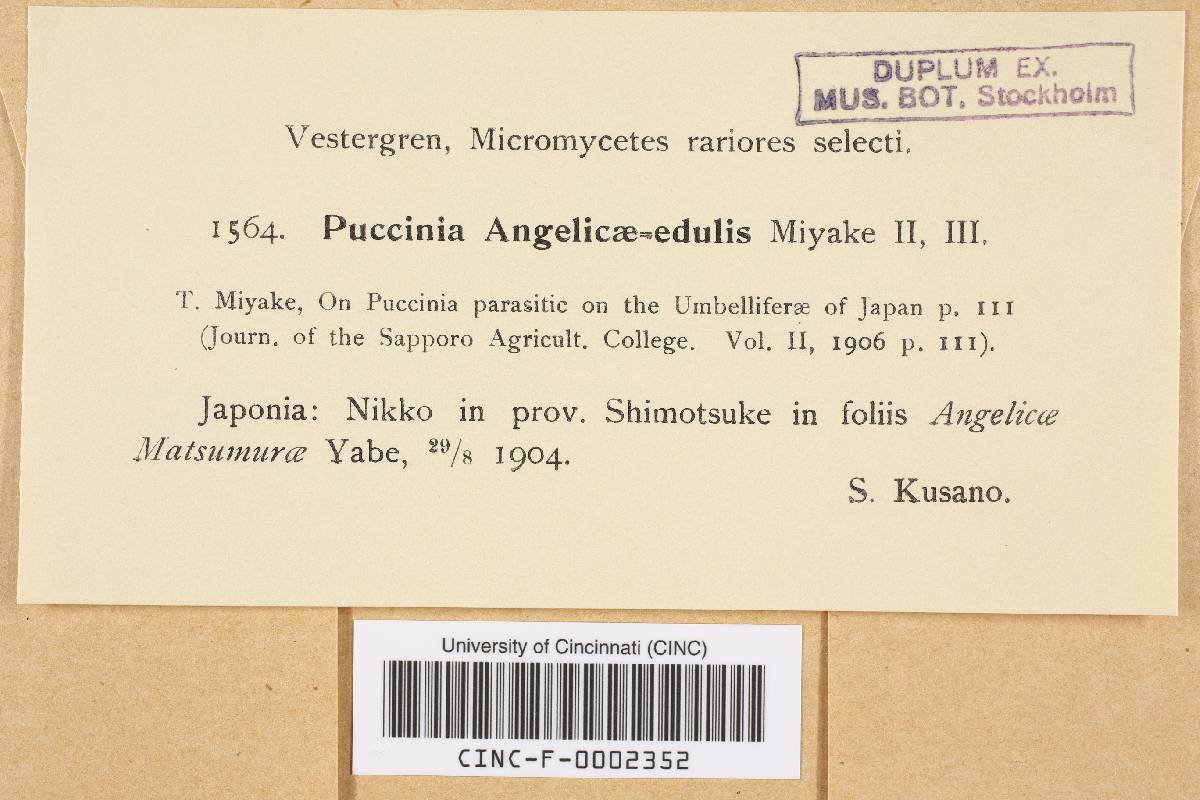 DUPLUM EX.
MUS. BOT. Stockholm
Vestergren, Micromycetes rariores selecti.
1564. Puccinia Angelicæ-edulis Miyake II, III.
T. Miyake, On Puccinia parasitic on the Umbelliferæ of Japan p. 111
(Journ. of the Sapporo Agricult. College. Vol. II, 1906 p. 111).
Japonia: Nikko in prov. Shimotsuke in foliis Angelicæ
Matsumuræ Yabe, 29/8 1904.
S. Kusano.
University of Cincinnati (CINC)
CINC-F-0002352